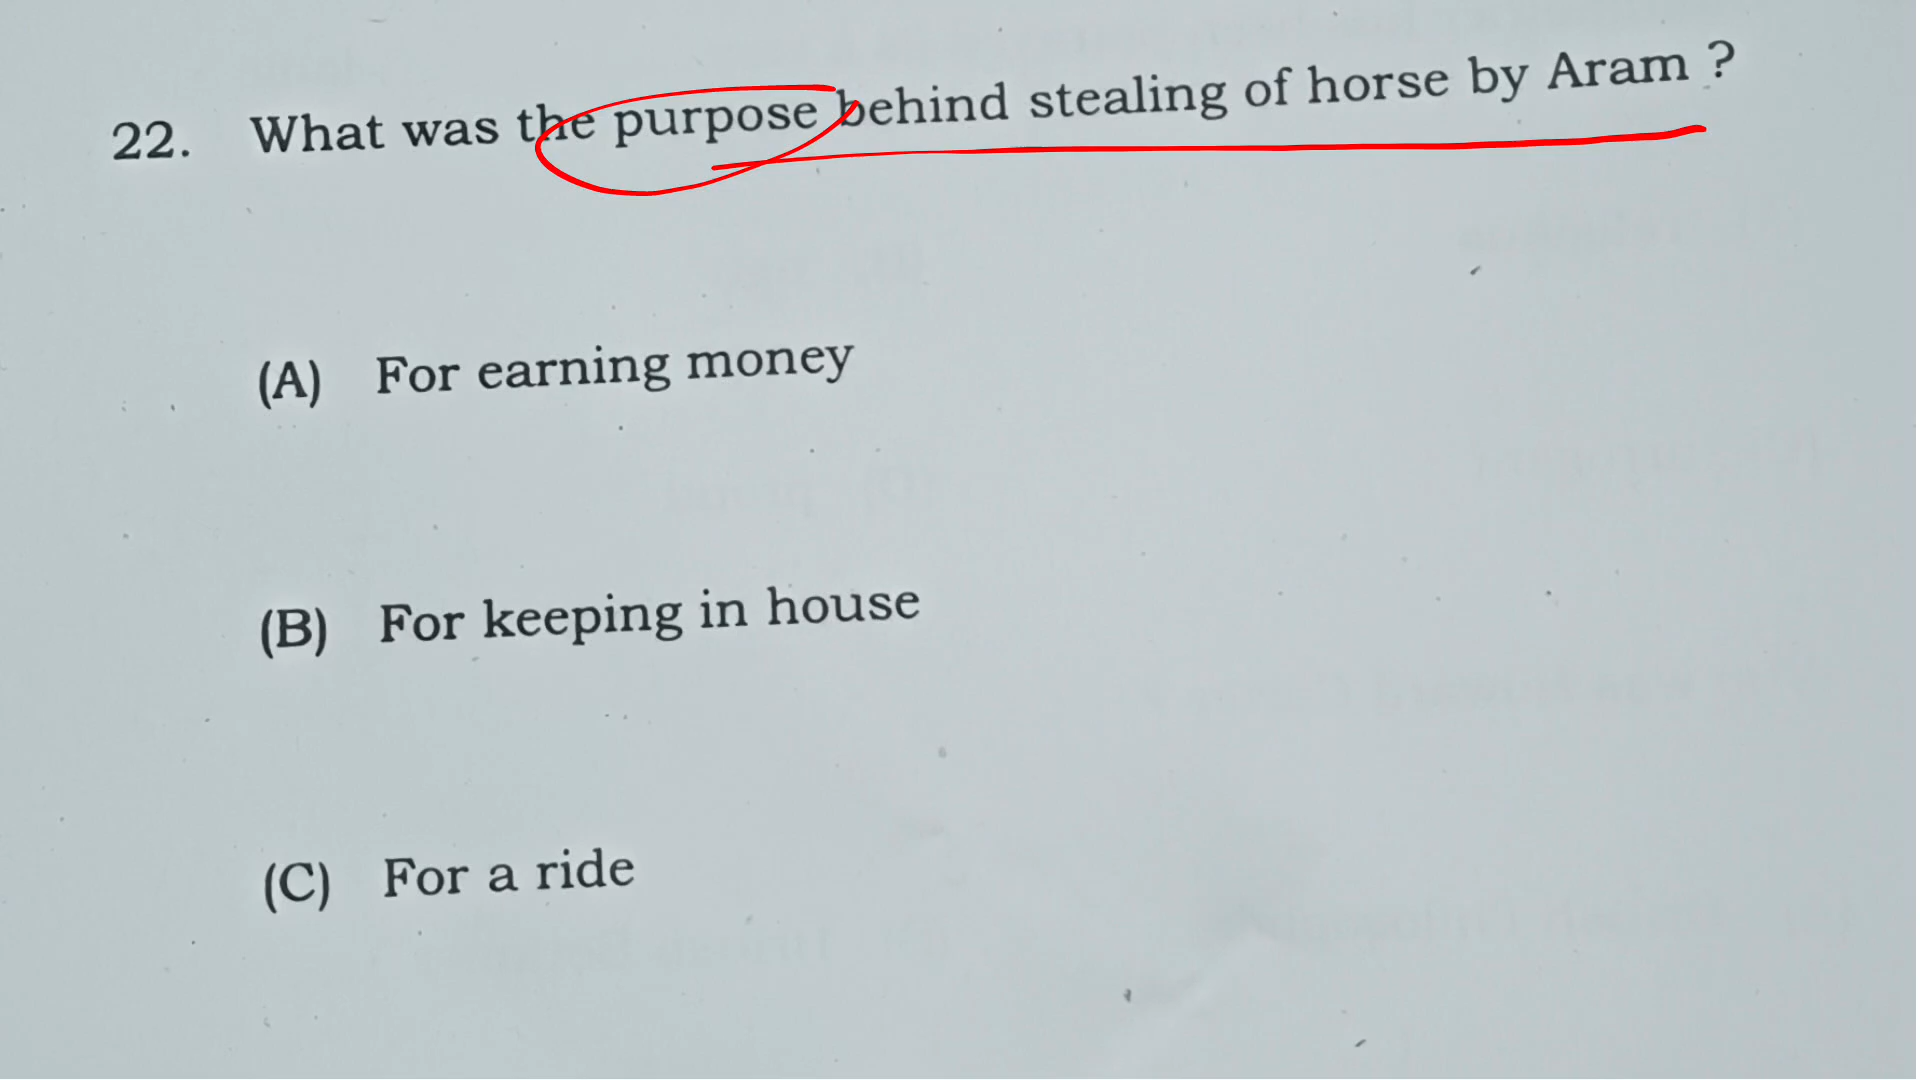 22. What was the purpose behind stealing of horse by Aram ?
(A) For earning money
(B) For keeping in house
(C) For a ride